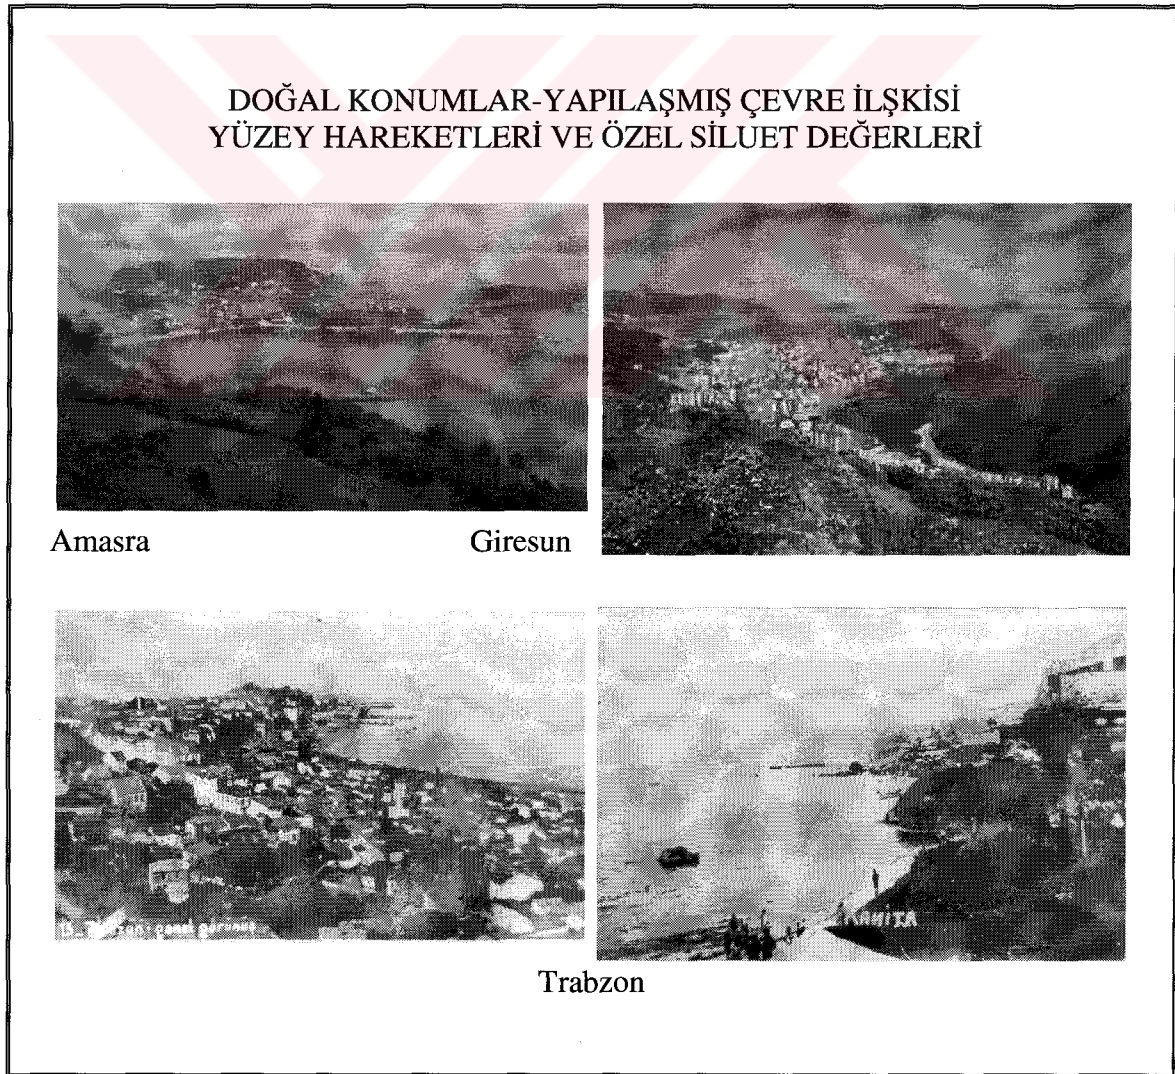 DOĞAL KONUMLAR-YAPILAŞMIŞ ÇEVRE İLŞKİSİ
YÜZEY HAREKETLERİ VE ÖZEL SİLUET DEĞERLERİ
Amasra
Giresun
Trabzon